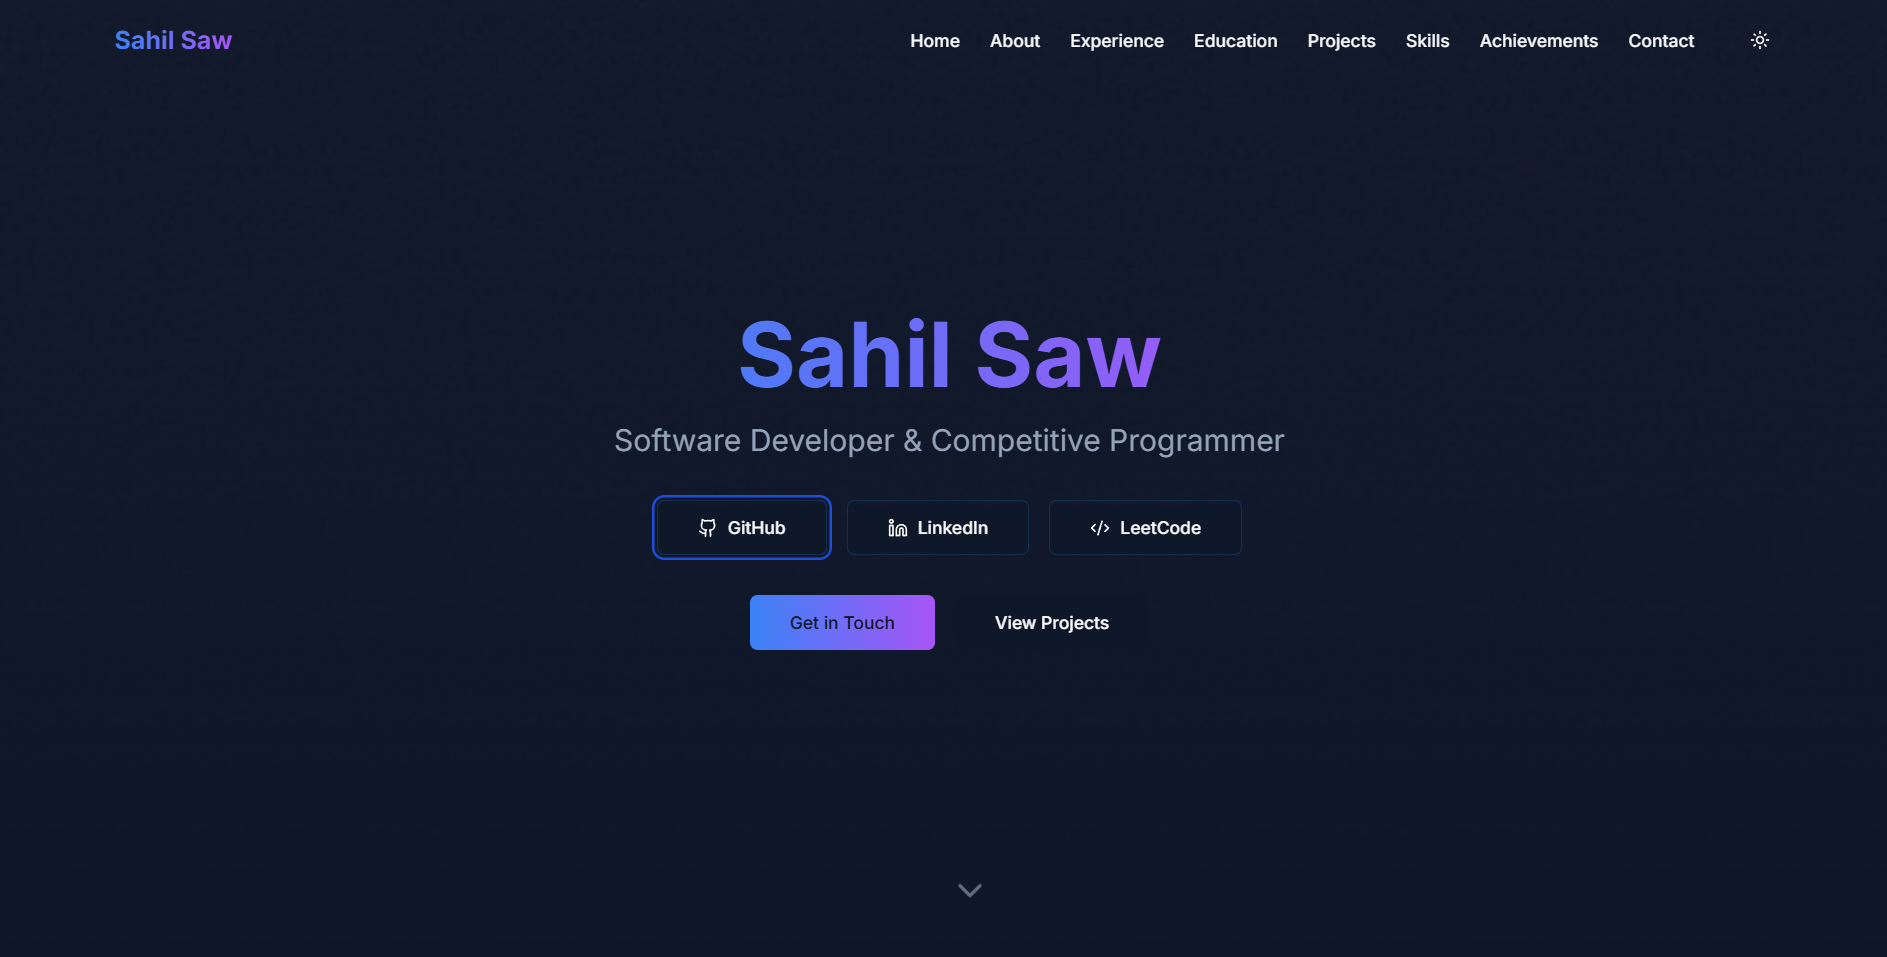 Sahil Saw
Home About Experience Education Projects Skills Achievements Contact
Sahil Saw
Software Developer & Competitive Programmer
GitHub LinkedIn LeetCode
Get in Touch View Projects